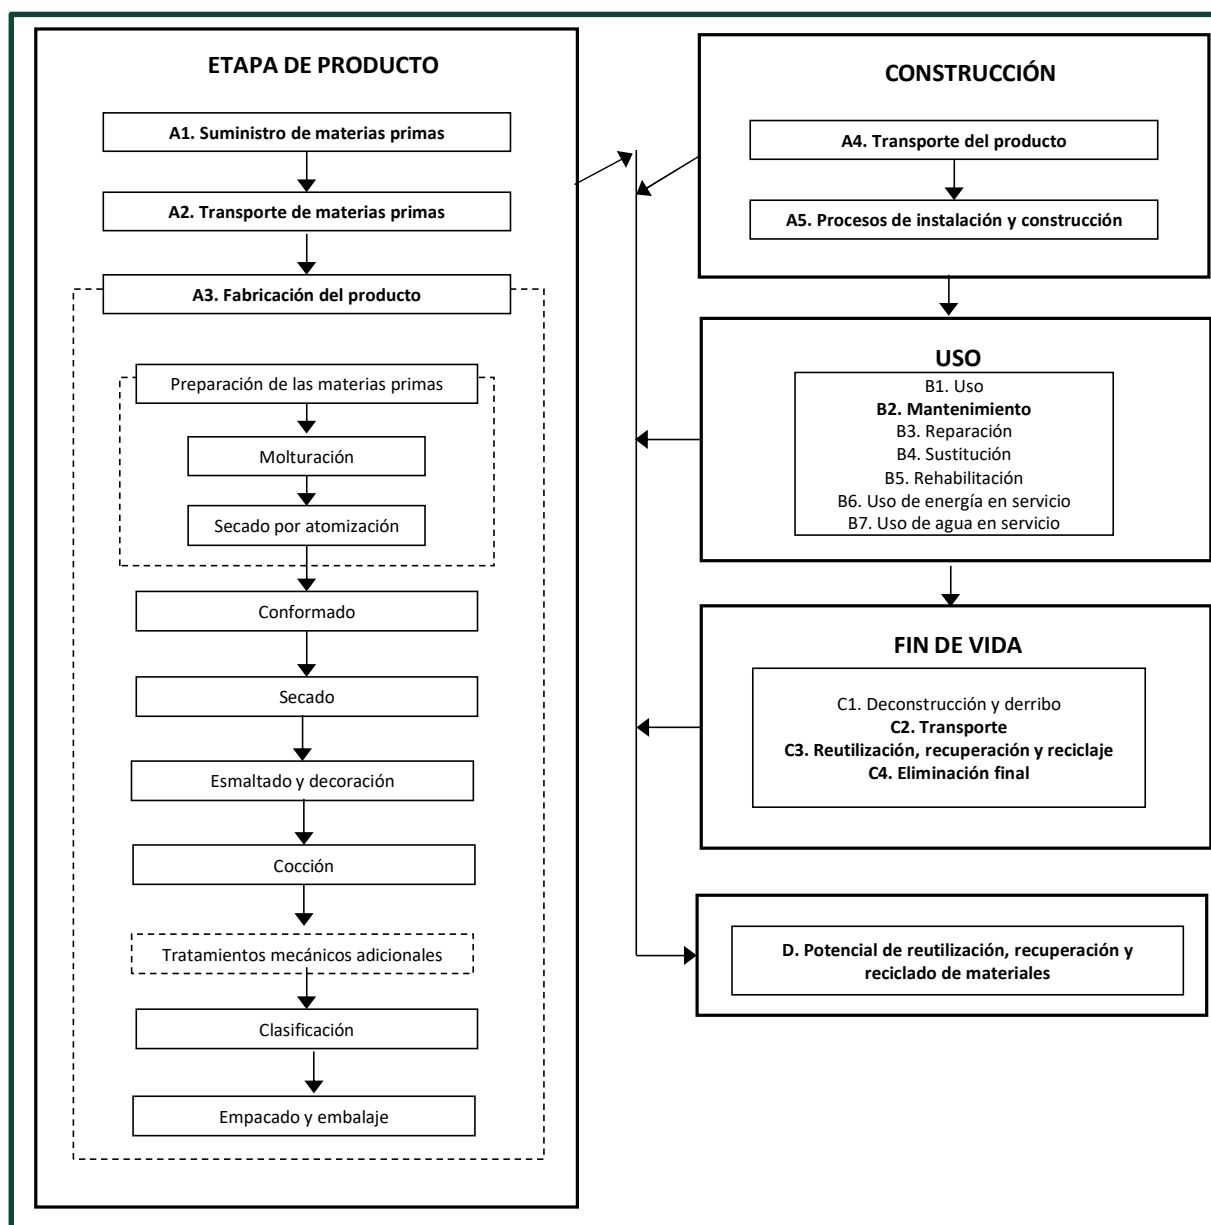 ETAPA DE PRODUCTO
A1. Suministro de materias primas
A2. Transporte de materias primas
A3. Fabricación del producto
Preparación de las materias primas
Molturación
Secado por atomización
Conformado
Secado
Esmaltado y decoración
Cocción
Tratamientos mecánicos adicionales
Clasificación
Empacado y embalaje
CONSTRUCCIÓN
A4. Transporte del producto
A5. Procesos de instalación y construcción
USO
B1. Uso
B2. Mantenimiento
B3. Reparación
B4. Sustitución
B5. Rehabilitación
B6. Uso de energía en servicio
B7. Uso de agua en servicio
FIN DE VIDA
C1. Deconstrucción y derribo
C2. Transporte
C3. Reutilización, recuperación y reciclaje
C4. Eliminación final
D. Potencial de reutilización, recuperación y
reciclado de materiales